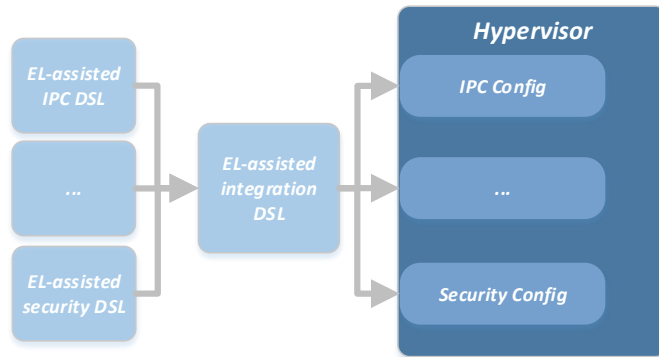 Hypervisor
EL-assisted
IPC DSL
...
EL-assisted
security DSL
EL-assisted
integration
DSL
IPC Config
...
Security Config